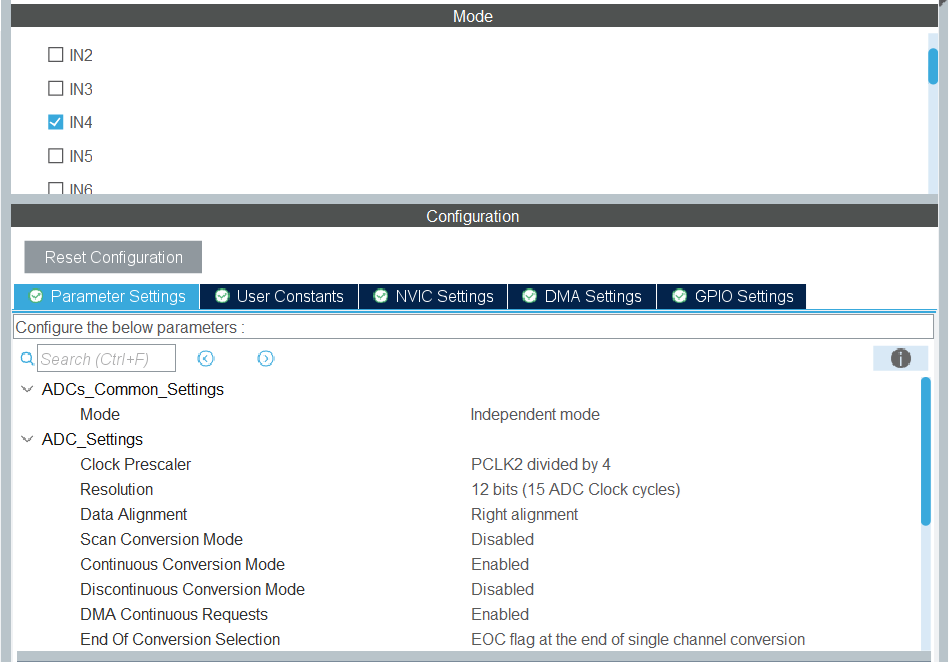 Mode
IN2
IN3
IN4
IN5
IN6
Configuration
Reset Configuration
Parameter Settings User Constants NVIC Settings DMA Settings GPIO Settings
Configure the below parameters :
Search (Ctrl+F)
ADCs_Common_Settings
Mode Independent mode
ADC_Settings
Clock Prescaler PCLK2 divided by 4
Resolution 12 bits (15 ADC Clock cycles)
Data Alignment Right alignment
Scan Conversion Mode Disabled
Continuous Conversion Mode Enabled
Discontinuous Conversion Mode Disabled
DMA Continuous Requests Enabled
End Of Conversion Selection EOC flag at the end of single channel conversion